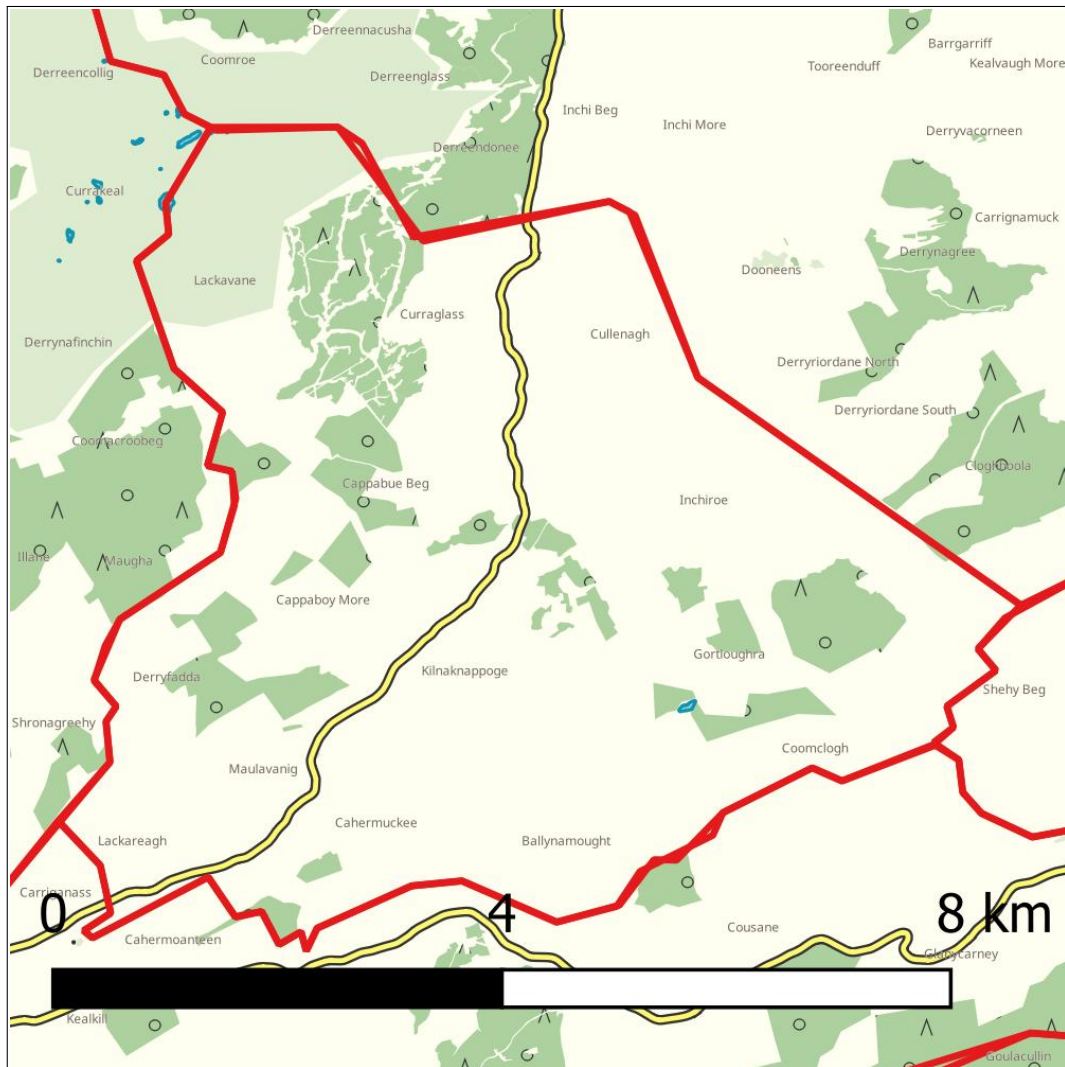 Derreennacusha
Coomroe
Barrgarriff
Derreencollig
Derreenglass
Tooreenduff
Kealvaugh More
Inchi Beg
Inchi More
Derryvacorneen
Derreendonee
Currakeal
Carrignamuck
Derrynagree
Dooneens
Lackavane
Curraglass
Cullenagh
Derrynafinchin
Derryriordane North
Derryriordane South
Coomacroobeg
Cloghboola
Cappabue Beg
Inchiroe
Illane
Maugha
Cappaboy More
Gortloughra
Kilnaknappoge
Derryfadda
Shehy Beg
Shronagreehy
Coomclogh
Maulavanig
Cahermuckee
Lackareagh
Ballynamought
Carriganass
0 4 8 km
Cousane
Cahermoanteen
Glanycarney
Kealkill
Goulacullin